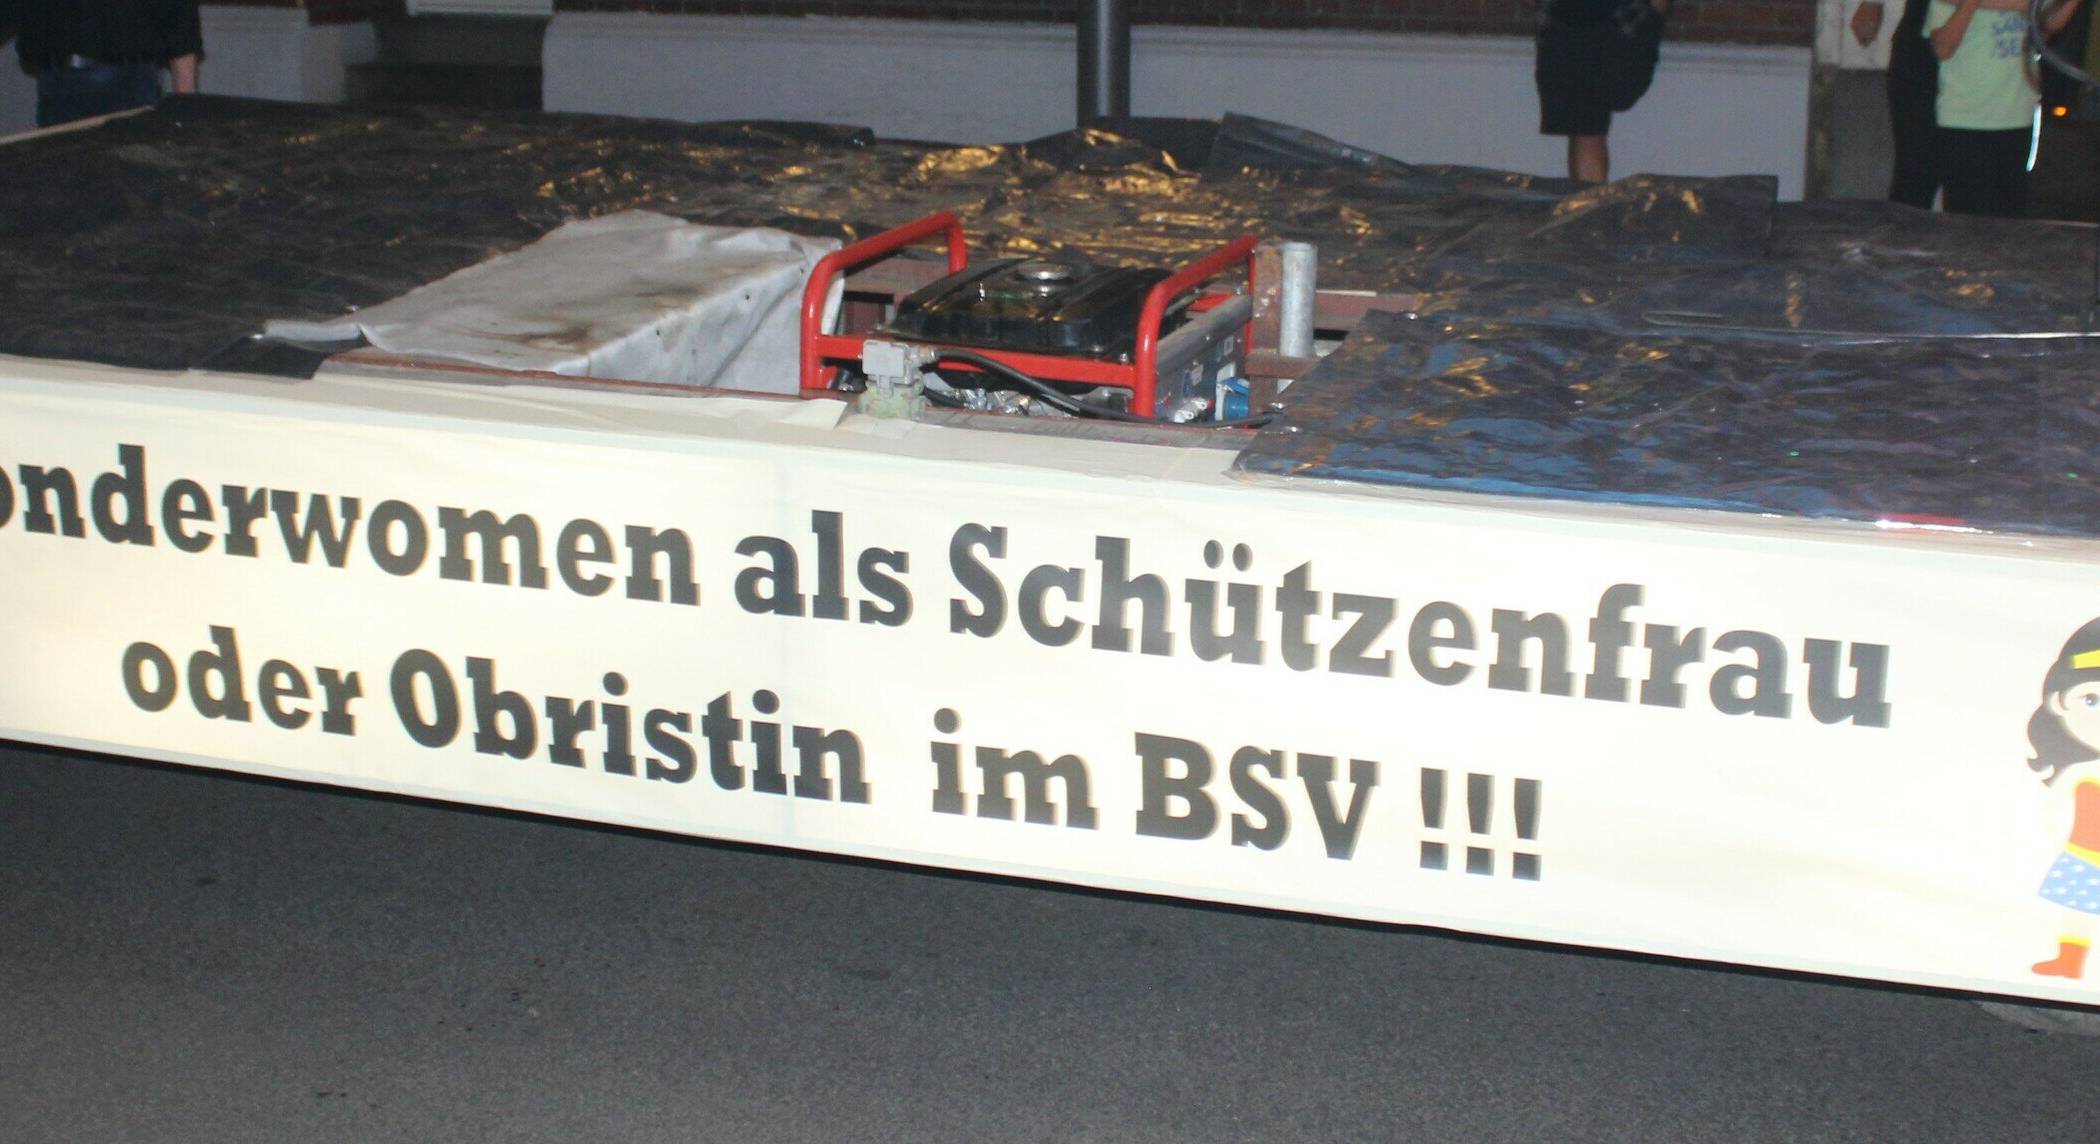 onderwomen als Schützenfrau
oder Obristin im BSV !!!